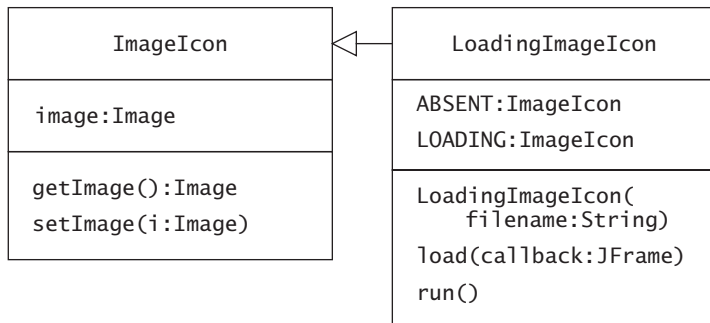 ImageIcon
image:Image
getImage():Image
setImage(i:Image)
LoadingImageIcon
ABSENT:ImageIcon
LOADING:ImageIcon
LoadingImageIcon(
filename:String)
load(callback:JFrame)
run()